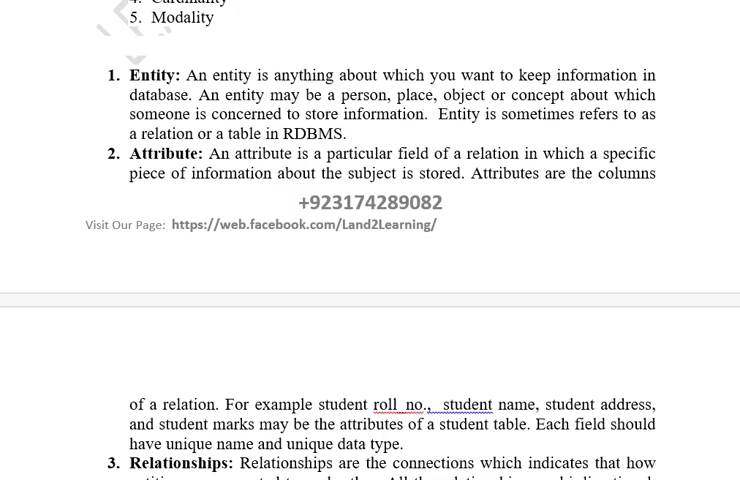 4. Cardinality
5. Modality
1. Entity: An entity is anything about which you want to keep information in
database. An entity may be a person, place, object or concept about which
someone is concerned to store information. Entity is sometimes refers to as
a relation or a table in RDBMS.
2. Attribute: An attribute is a particular field of a relation in which a specific
piece of information about the subject is stored. Attributes are the columns
+923174289082
Visit Our Page: https://web.facebook.com/Land2Learning/
of a relation. For example student roll no., student name, student address,
and student marks may be the attributes of a student table. Each field should
have unique name and unique data type.
3. Relationships: Relationships are the connections which indicates that how